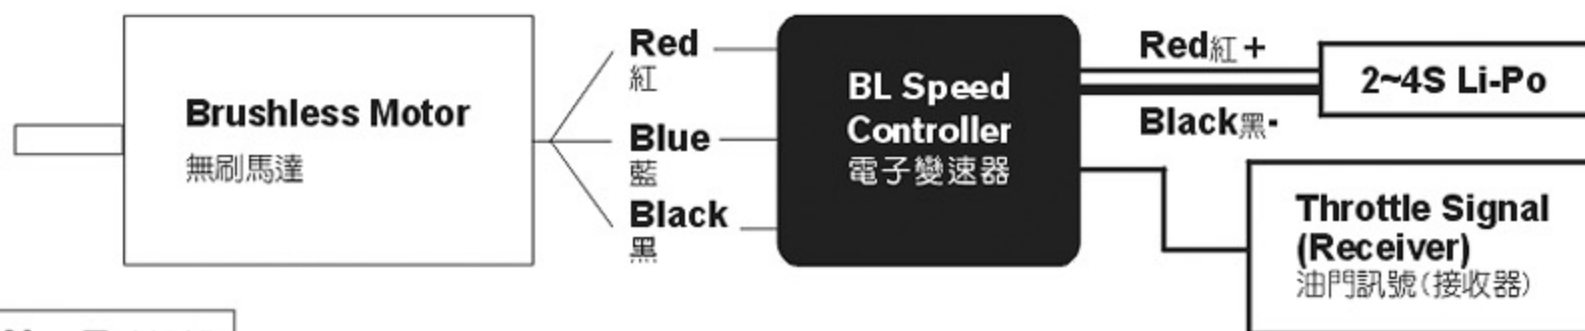 Brushless Motor
無刷馬達
Red
紅
Blue
藍
Black
黑
BL Speed
Controller
電子變速器
Red紅+
Black黑-
2~4S Li-Po
Throttle Signal
(Receiver)
油門訊號(接收器)